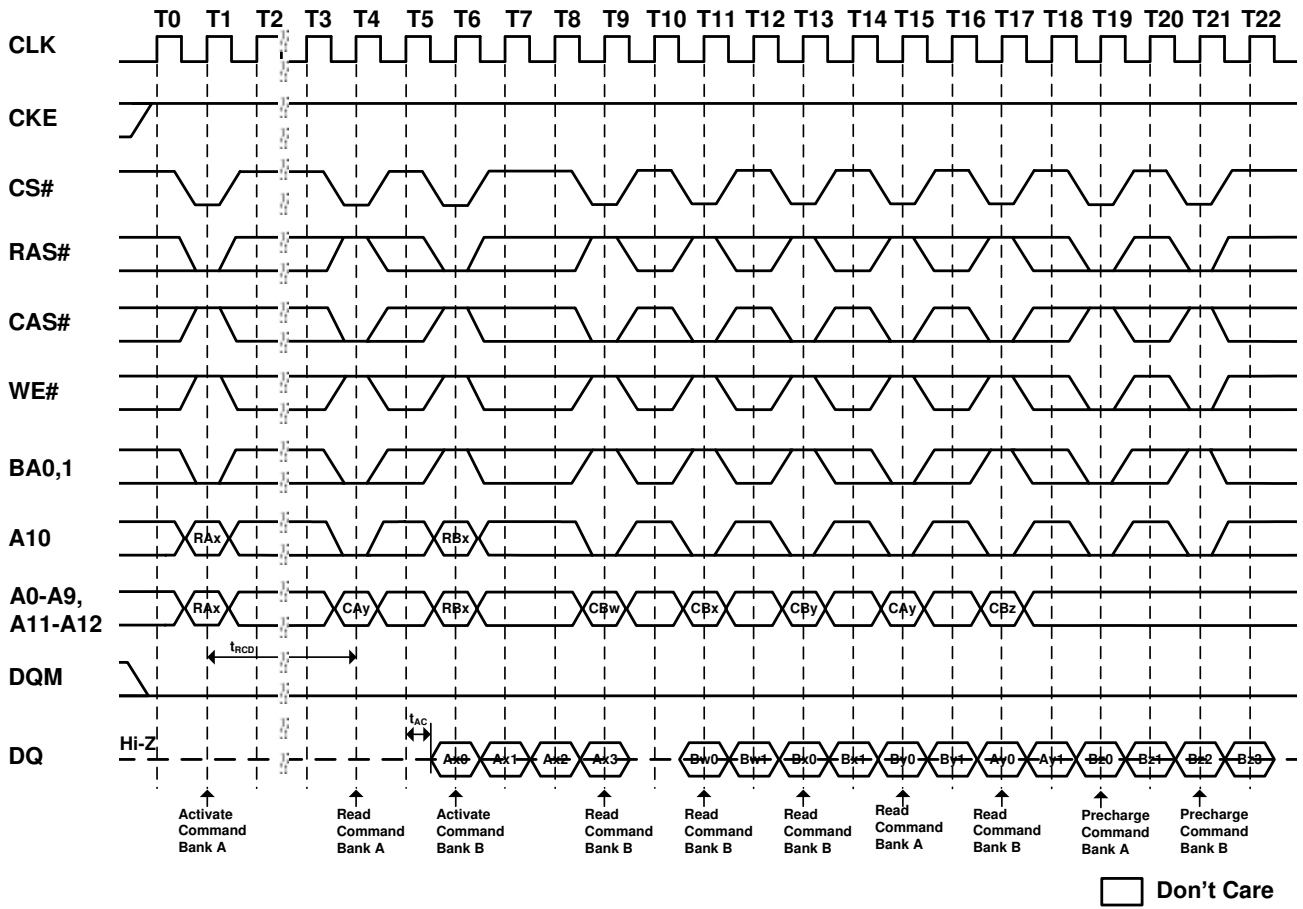 T0 T1 T2 T3 T4 T5 T6 T7 T8 T9 T10 T11 T12 T13 T14 T15 T16 T17 T18 T19 T20 T21 T22
CLK
CKE
CS#
RAS#
CAS#
WE#
BA0,1
A10
RAx RBx
A0-A9,
A11-A12
RAx CAy RBx CBw CBx CBy CAy CBz
tRCD
DQM
tAC
Hi-Z
DQ
Ax0 Ax1 Ax2 Ax3 Bw0 Bw1 Bx0 Bx1 By0 By1 Ay0 Ay1 Bz0 Bz1 Bz2 Bz3
Activate
Command
Bank A
Read
Command
Bank A
Activate
Command
Bank B
Read
Command
Bank B
Read
Command
Bank B
Read
Command
Bank B
Read
Command
Bank A
Read
Command
Bank B
Precharge
Command
Bank A
Precharge
Command
Bank B
Don't Care